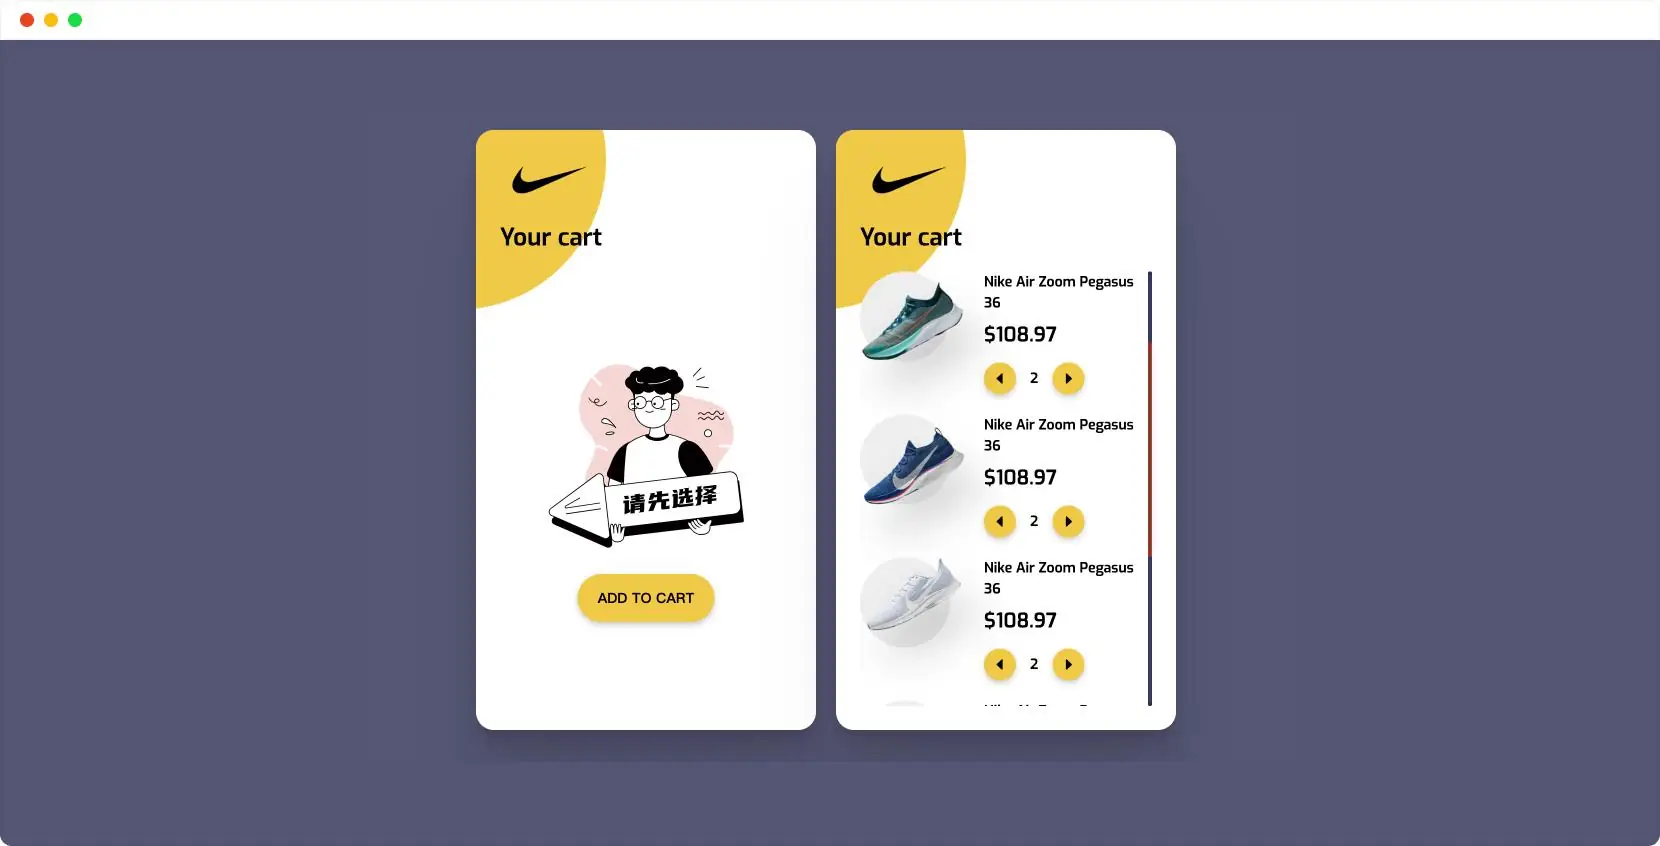 Your cart
请先选择
ADD TO CART
Your cart
Nike Air Zoom Pegasus
36
$108.97
2
Nike Air Zoom Pegasus
36
$108.97
2
Nike Air Zoom Pegasus
36
$108.97
2